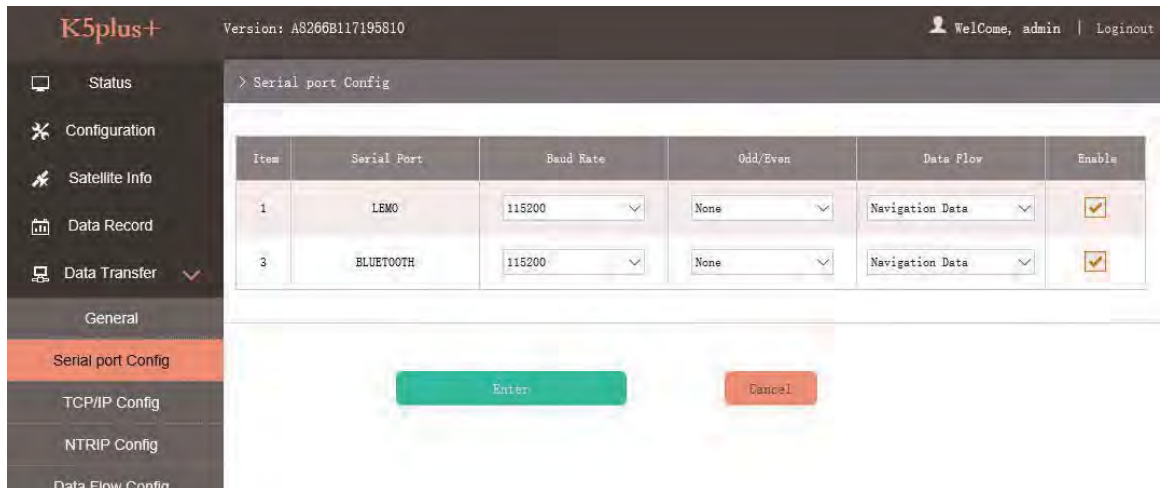 K5plus+
Version: A8266B117195810
WelCome, admin | Loginout
Status
Configuration
Satellite Info
Data Record
Data Transfer
General
Serial port Config
TCP/IP Config
NTRIP Config
Data Flow Config
> Serial port Config
Item Serial Port Baud Rate Odd/Even Data Flow Enable
1 LEMO 115200 None Navigation Data
3 BLUETOOTH 115200 None Navigation Data
Enter Cancel